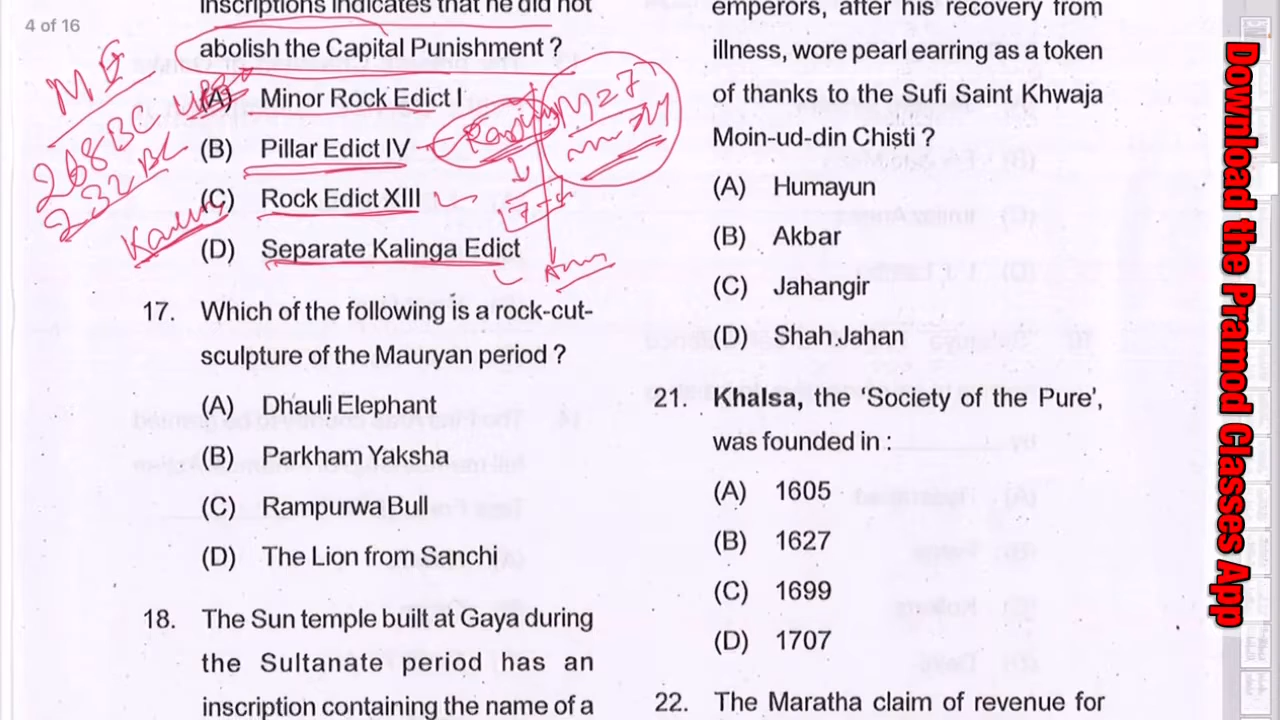 4 of 16
inscriptions indicates that he did not
abolish the Capital Punishment ?
(A) Minor Rock Edict I
(B) Pillar Edict IV
(C) Rock Edict XIII
(D) Separate Kalinga Edict
17. Which of the following is a rock-cut-
sculpture of the Mauryan period ?
(A) Dhauli Elephant
(B) Parkham Yaksha
(C) Rampurwa Bull
(D) The Lion from Sanchi
18. The Sun temple built at Gaya during
the Sultanate period has an
inscription containing the name of a
268BC
232BC
emperors, after his recovery from
illness, wore pearl earring as a token
of thanks to the Sufi Saint Khwaja
Moin-ud-din Chisti ?
(A) Humayun
(B) Akbar
(C) Jahangir
(D) Shah Jahan
21. Khalsa, the ‘Society of the Pure’,
was founded in :
(A) 1605
(B) 1627
(C) 1699
(D) 1707
22. The Maratha claim of revenue for
Download the Pramod Classes App